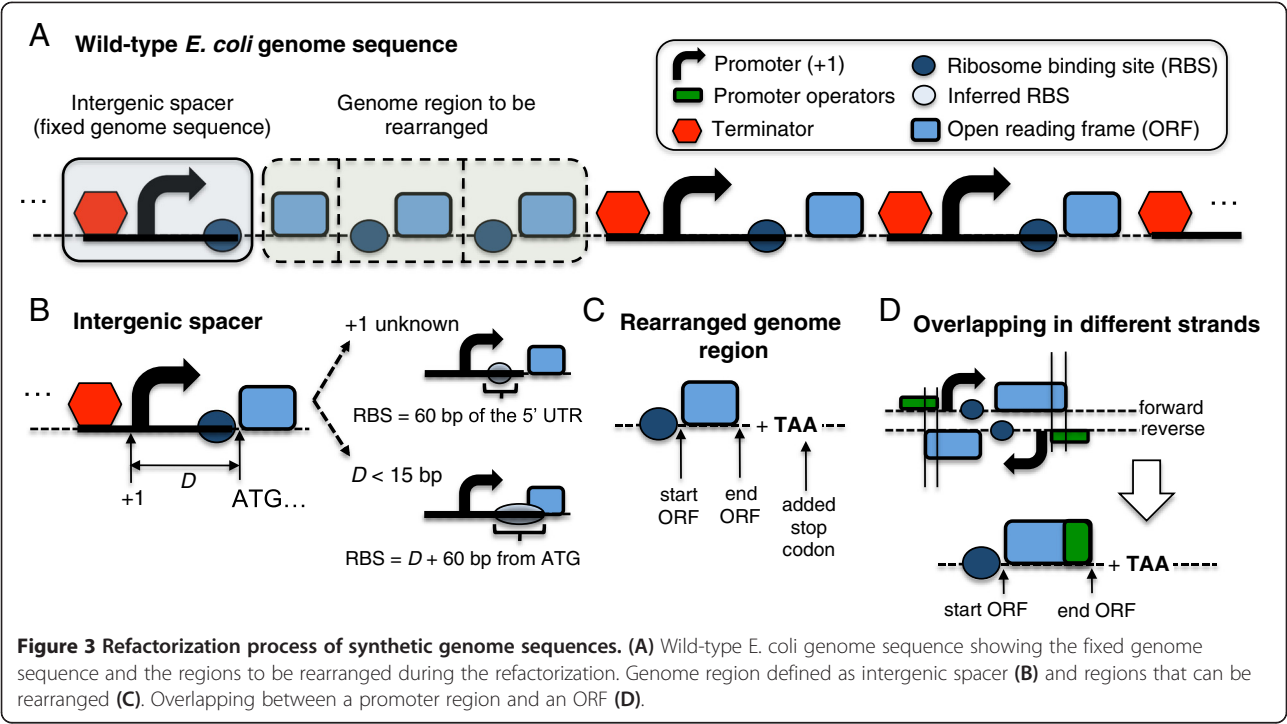 A
Wild-type E. coli genome sequence
Promoter (+1)
Promoter operators
Terminator
Ribosome binding site (RBS)
Inferred RBS
Open reading frame (ORF)
Intergenic spacer
(fixed genome sequence)
Genome region to be
rearranged
...
...
B
Intergenic spacer
...
+1
D
ATG...
+1 unknown
RBS = 60 bp of the 5' UTR
D < 15 bp
RBS = D + 60 bp from ATG
C
Rearranged genome
region
+ TAA
start
ORF
end
ORF
added
stop
codon
D
Overlapping in different strands
forward
reverse
+ TAA
start ORF
end ORF
Figure 3 Refactorization process of synthetic genome sequences. (A) Wild-type E. coli genome sequence showing the fixed genome
sequence and the regions to be rearranged during the refactorization. Genome region defined as intergenic spacer (B) and regions that can be
rearranged (C). Overlapping between a promoter region and an ORF (D).